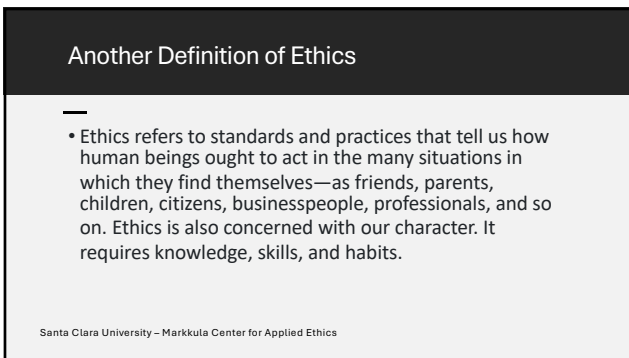 Another Definition of Ethics
• Ethics refers to standards and practices that tell us how
human beings ought to act in the many situations in
which they find themselves—as friends, parents,
children, citizens, businesspeople, professionals, and so
on. Ethics is also concerned with our character. It
requires knowledge, skills, and habits.
Santa Clara University – Markkula Center for Applied Ethics